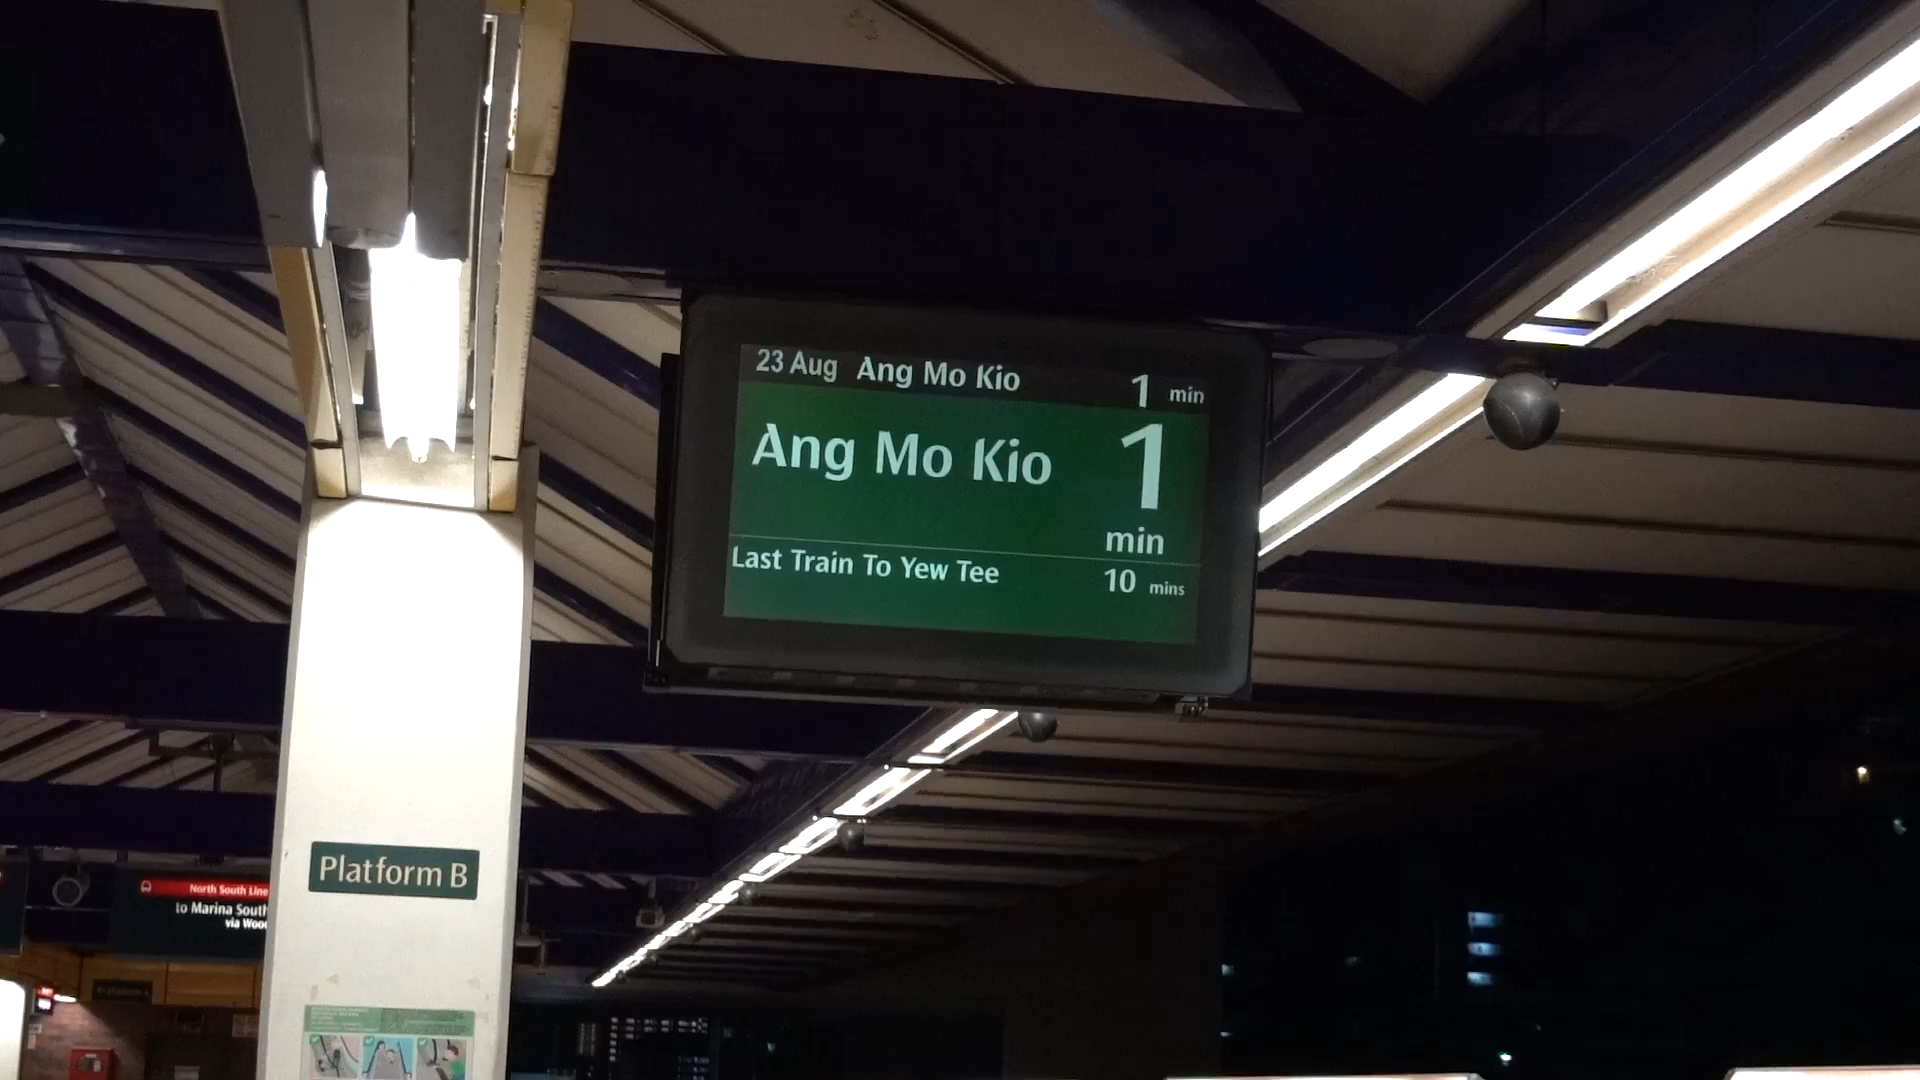 23 Aug Ang Mo Kio 1 min
Ang Mo Kio 1 min
Last Train To Yew Tee 10 mins
Platform B
North South Line
to Marina South
via